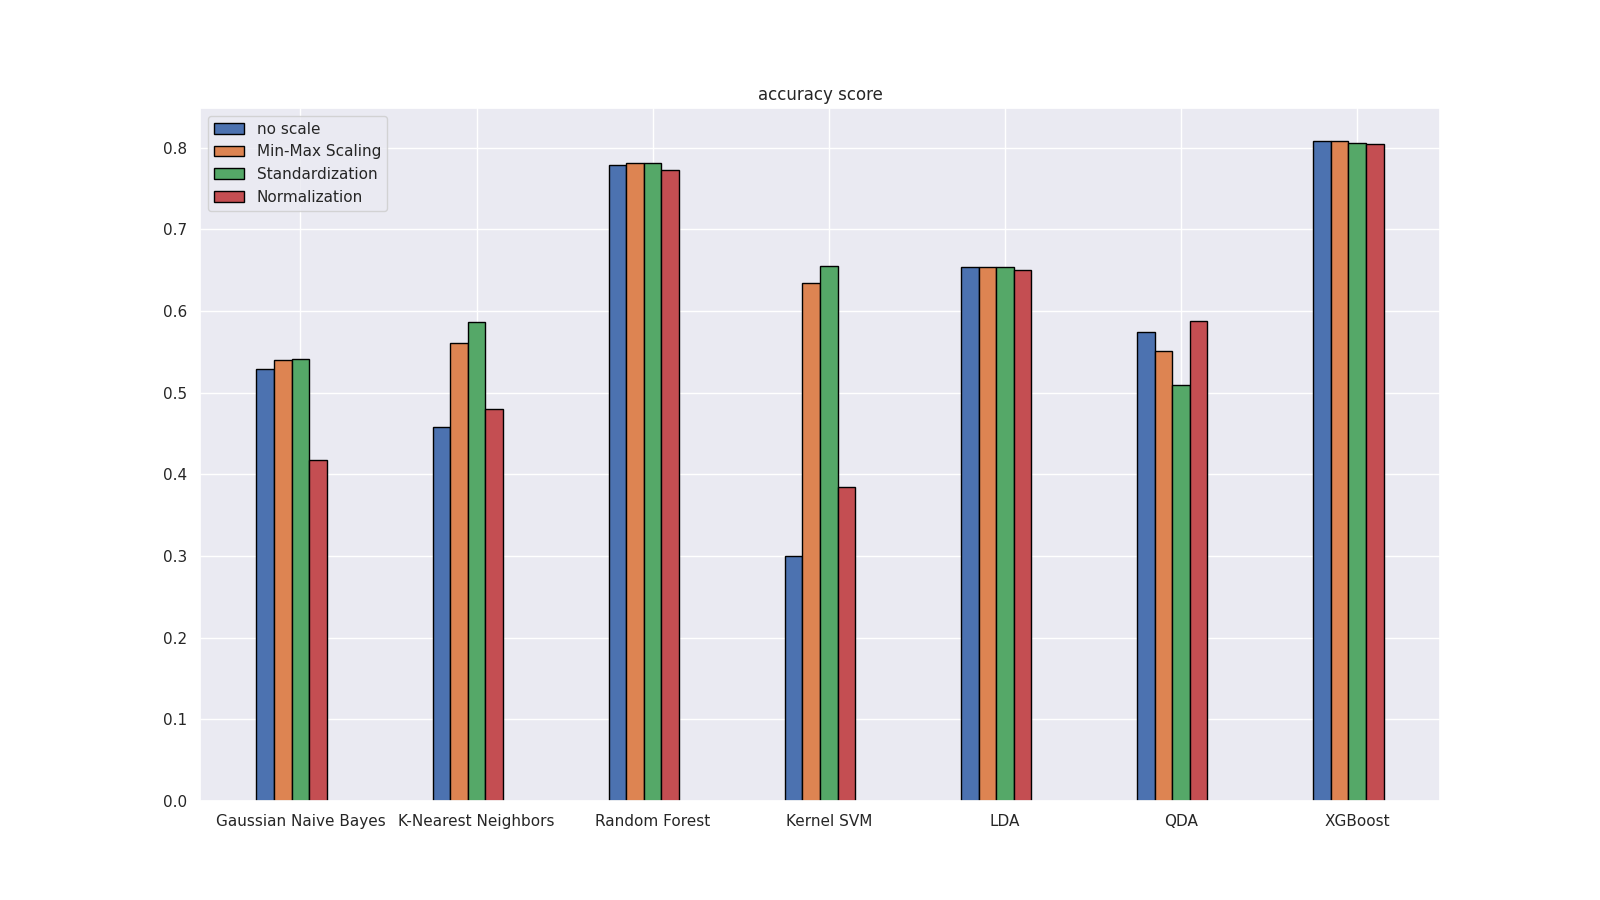 accuracy score
no scale
Min-Max Scaling
Standardization
Normalization
0.8
0.7
0.6
0.5
0.4
0.3
0.2
0.1
0.0
Gaussian Naive Bayes K-Nearest Neighbors Random Forest Kernel SVM LDA QDA XGBoost